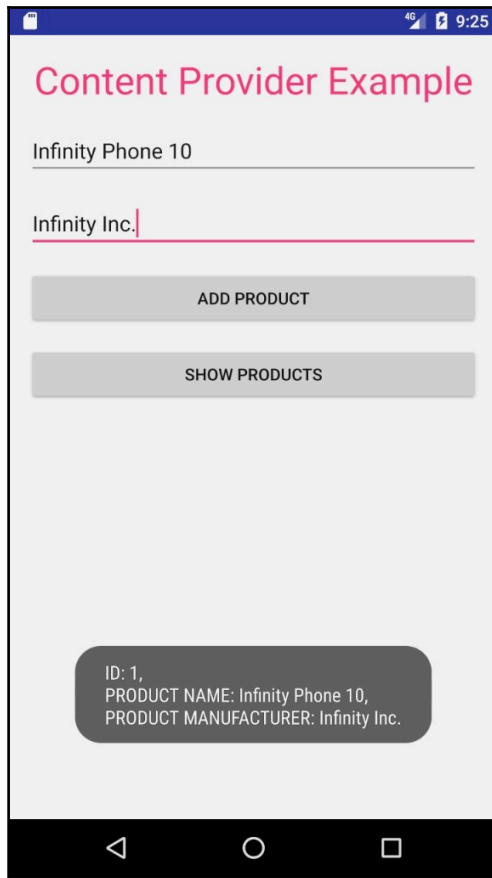 4G 9:25
Content Provider Example
Infinity Phone 10
Infinity Inc.
ADD PRODUCT
SHOW PRODUCTS
ID: 1,
PRODUCT NAME: Infinity Phone 10,
PRODUCT MANUFACTURER: Infinity Inc.